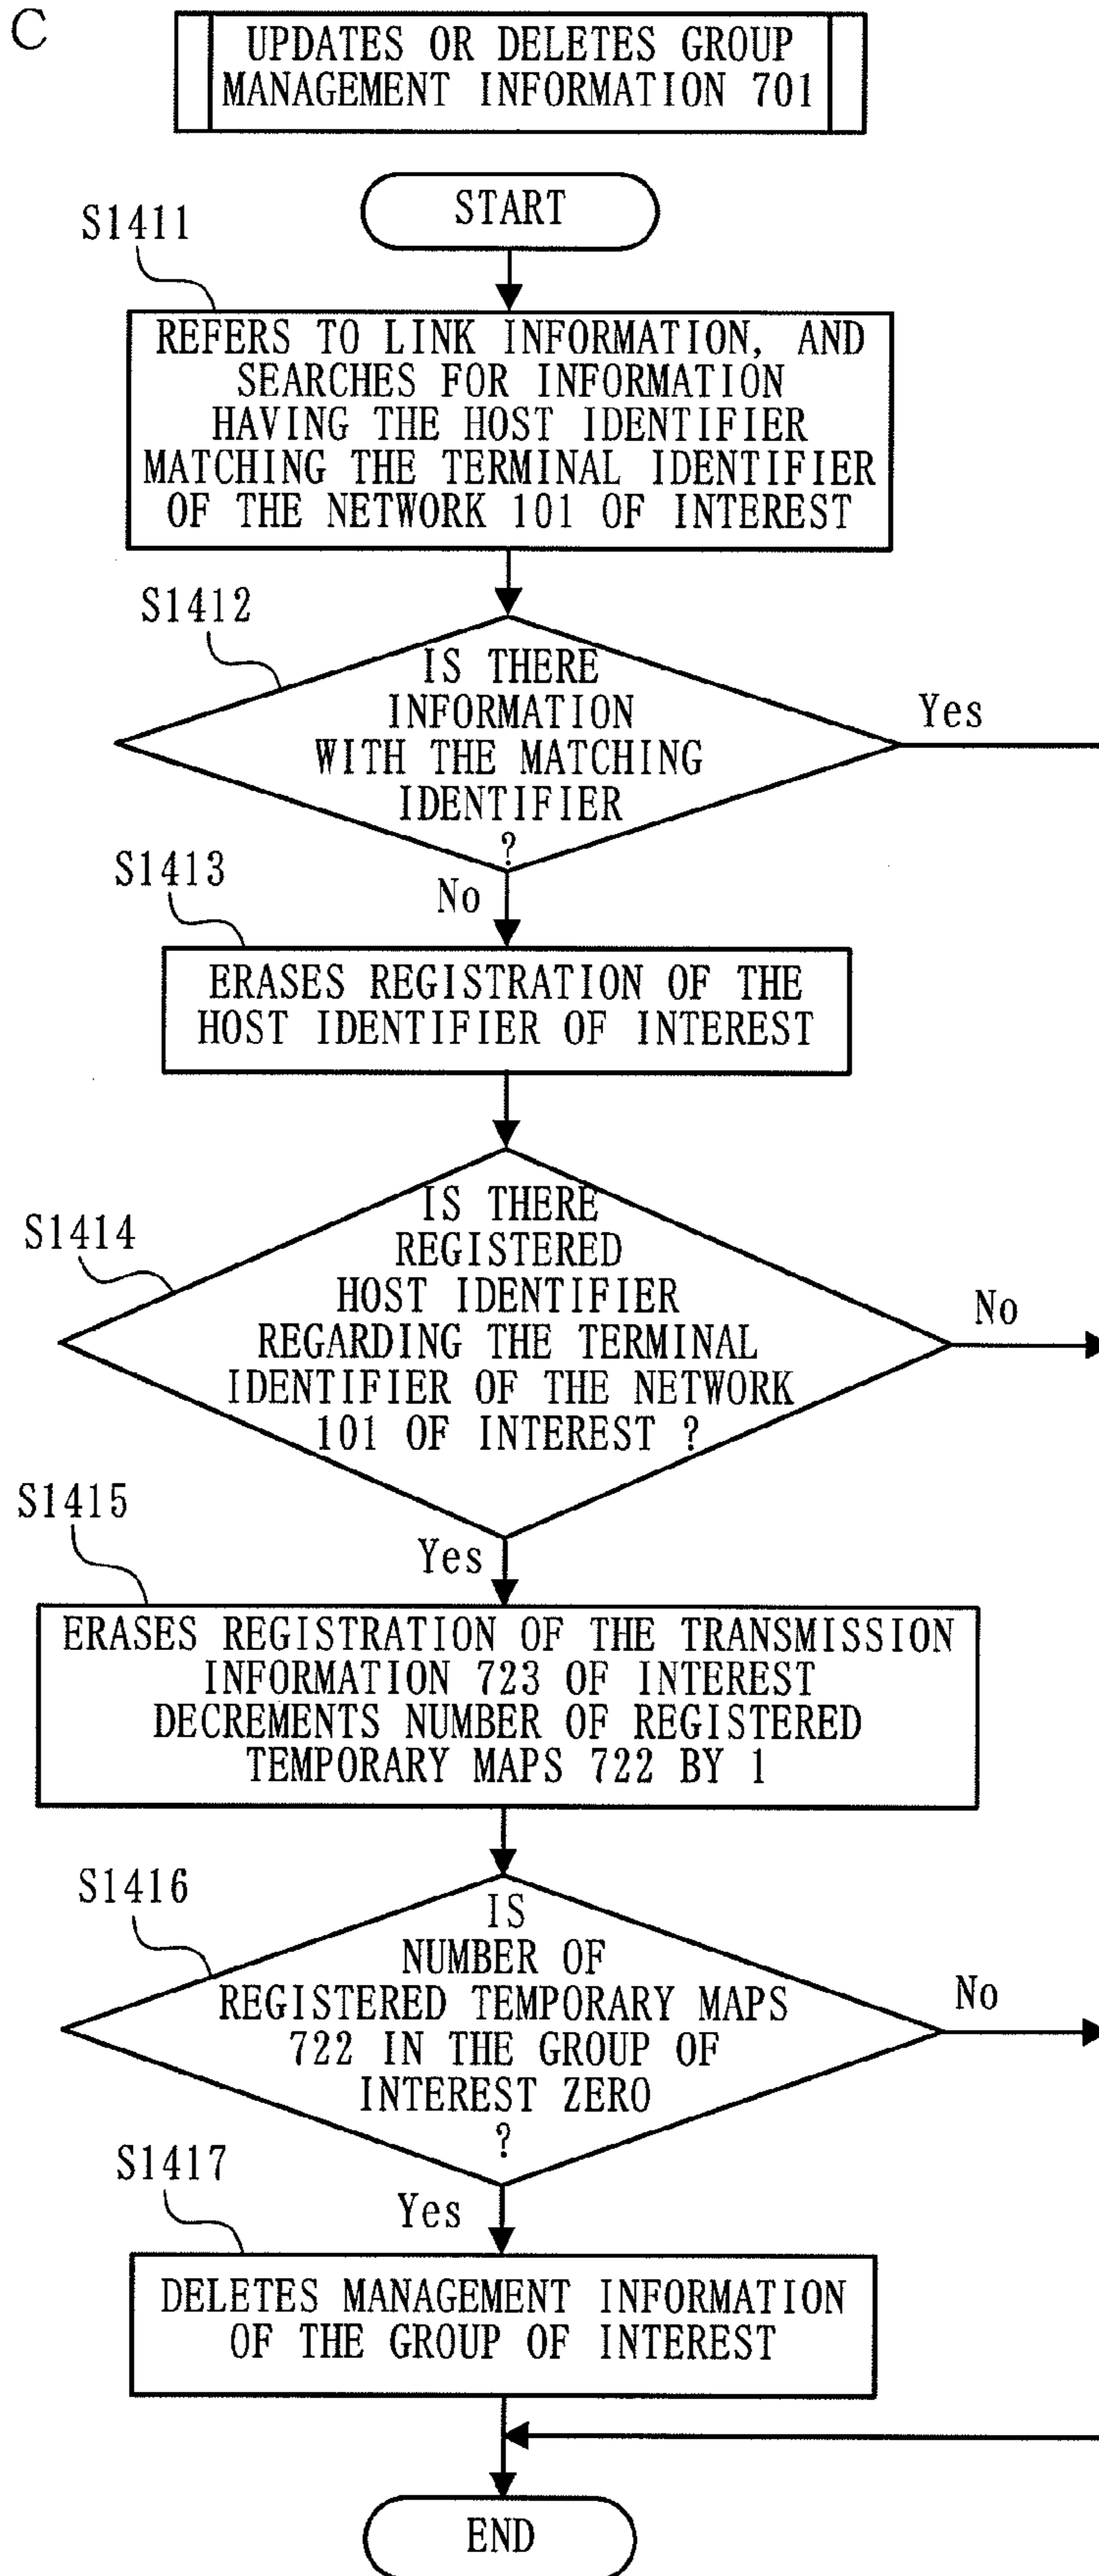 C
UPDATES OR DELETES GROUP
MANAGEMENT INFORMATION 701
START
S1411
REFERS TO LINK INFORMATION, AND
SEARCHES FOR INFORMATION
HAVING THE HOST IDENTIFIER
MATCHING THE TERMINAL IDENTIFIER
OF THE NETWORK 101 OF INTEREST
S1412
IS THERE
INFORMATION
WITH THE MATCHING
IDENTIFIER
?
Yes
No
S1413
ERASES REGISTRATION OF THE
HOST IDENTIFIER OF INTEREST
S1414
IS THERE
REGISTERED
HOST IDENTIFIER
REGARDING THE TERMINAL
IDENTIFIER OF THE NETWORK
101 OF INTEREST ?
No
Yes
S1415
ERASES REGISTRATION OF THE TRANSMISSION
INFORMATION 723 OF INTEREST
DECREMENTS NUMBER OF REGISTERED
TEMPORARY MAPS 722 BY 1
S1416
IS
NUMBER OF
REGISTERED TEMPORARY MAPS
722 IN THE GROUP OF
INTEREST ZERO
?
No
Yes
S1417
DELETES MANAGEMENT INFORMATION
OF THE GROUP OF INTEREST
END